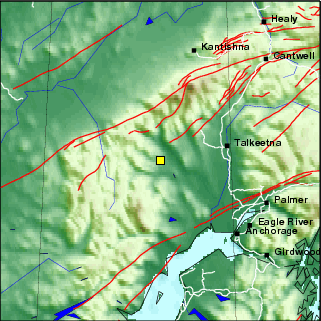 Healy
Kantishna
Cantwell
Talkeetna
Palmer
Eagle River
Anchorage
Girdwood